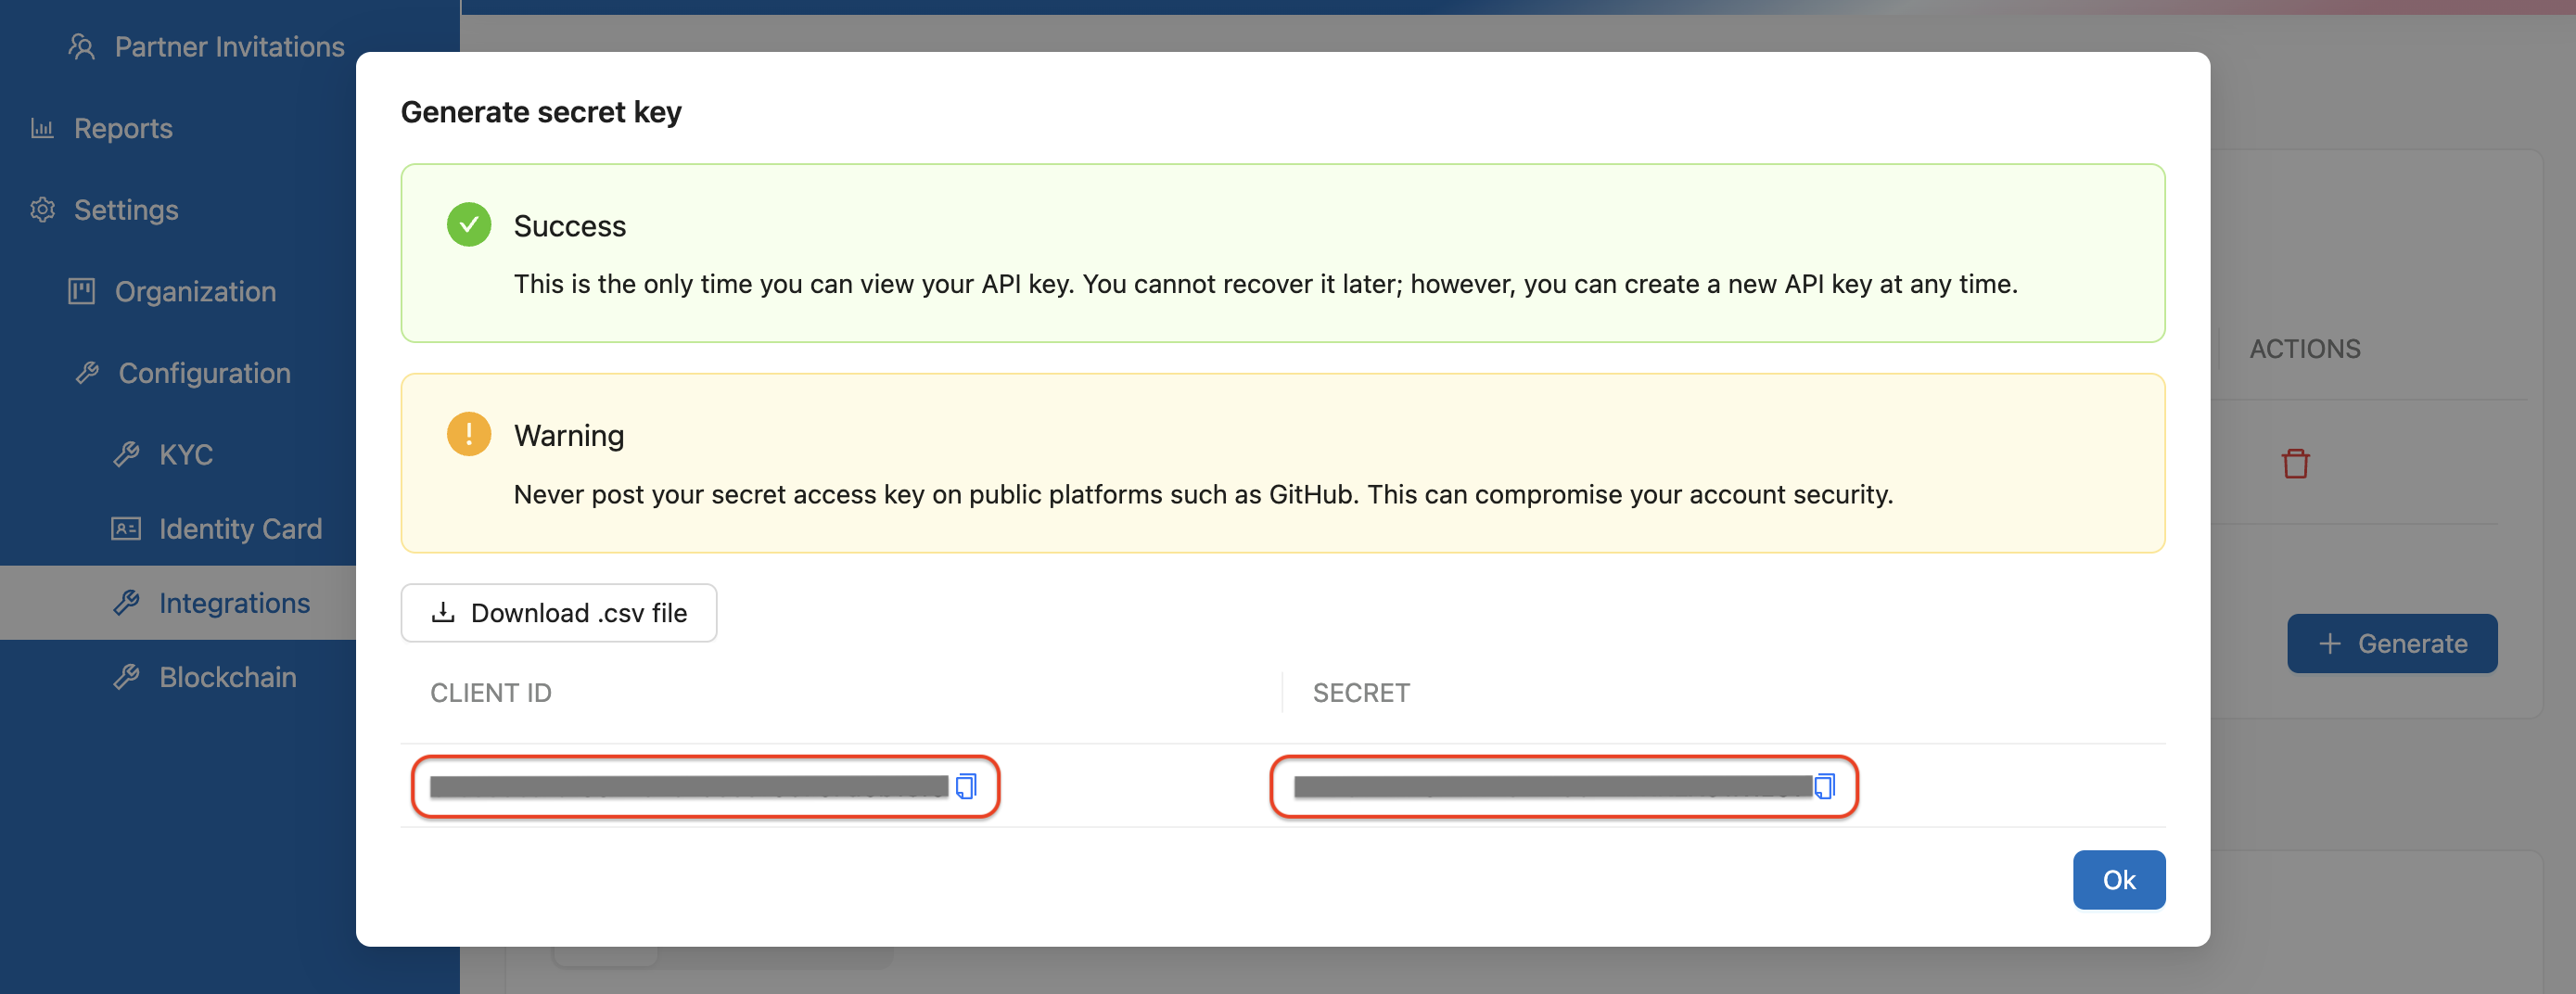 Partner Invitations
Reports
Settings
Organization
Configuration
KYC
Identity Card
Integrations
Blockchain
Generate secret key
Success
This is the only time you can view your API key. You cannot recover it later; however, you can create a new API key at any time.
Warning
Never post your secret access key on public platforms such as GitHub. This can compromise your account security.
Download .csv file
CLIENT ID
SECRET
Ok
ACTIONS
Generate